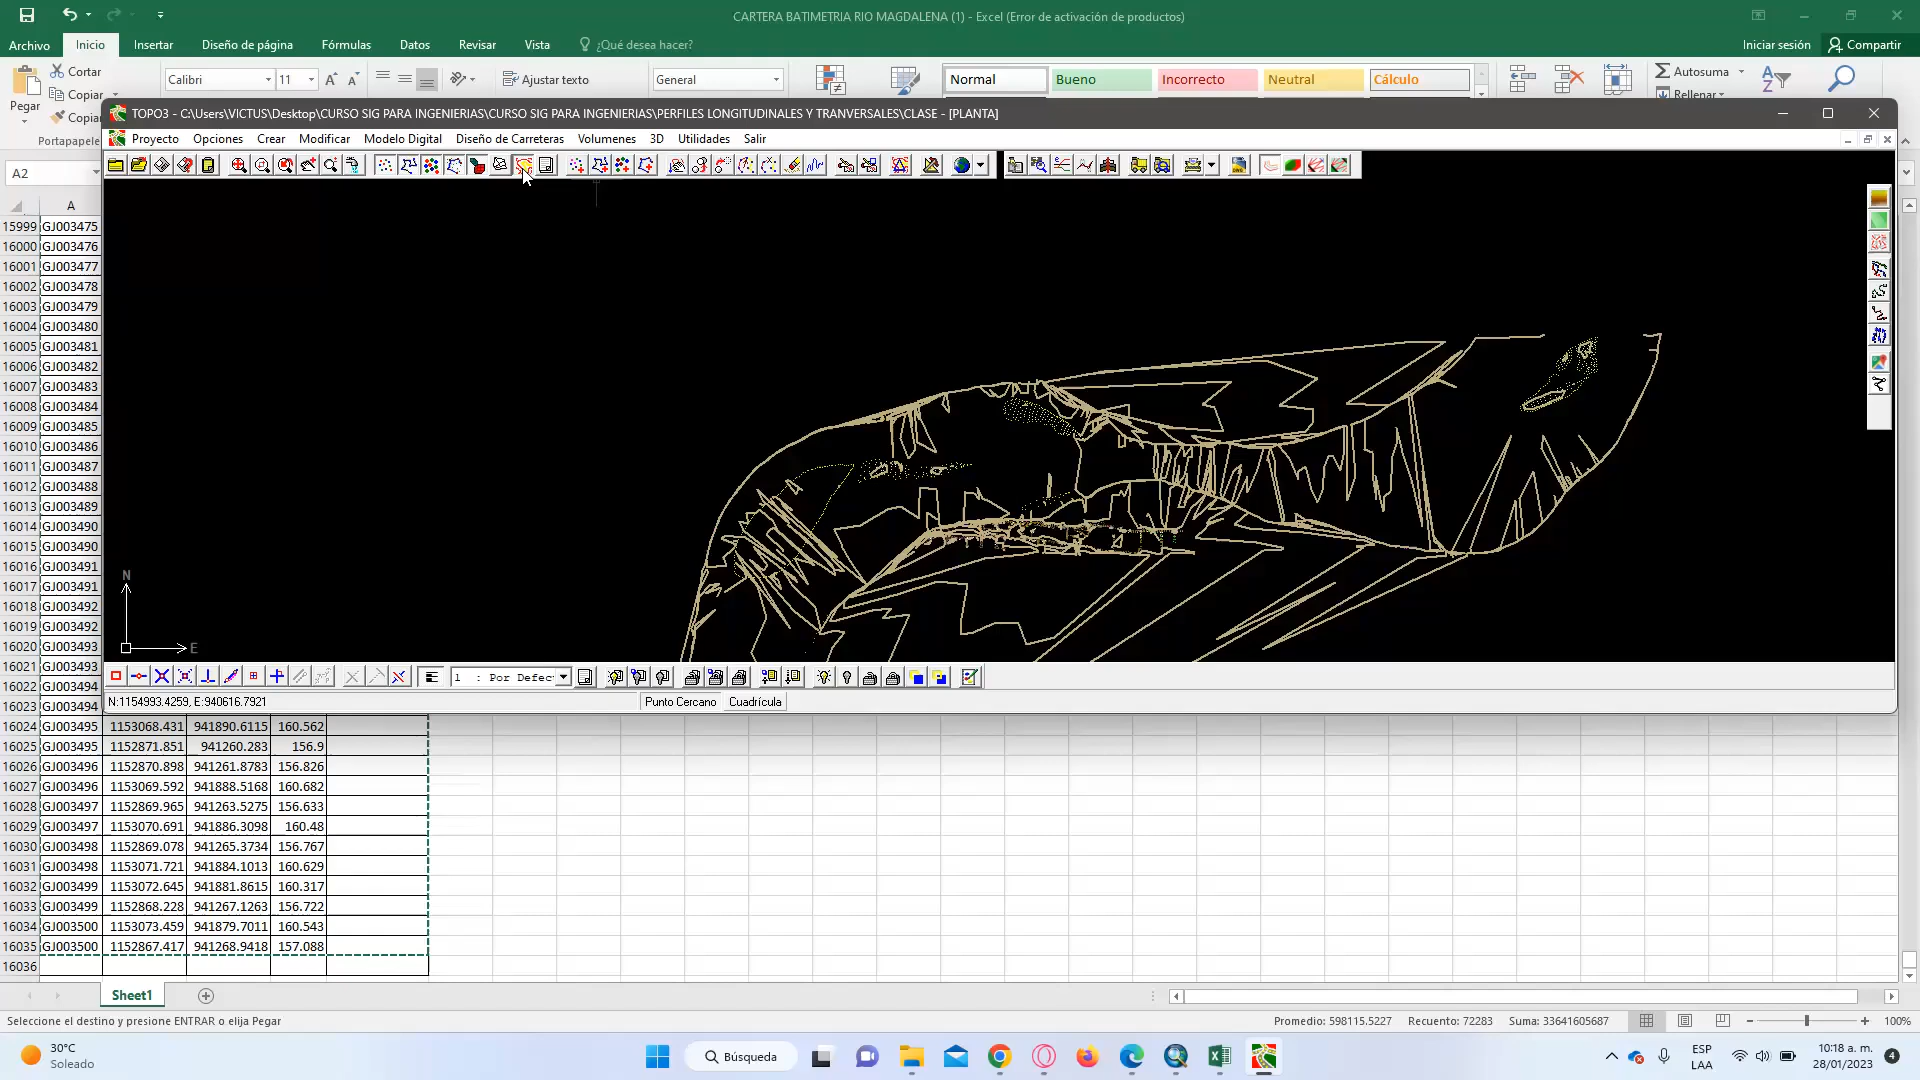 CARTERA BATIMETRIA RIO MAGDALENA (1) - Excel (Error de activación de productos)
Archivo Inicio Insertar Diseño de página Fórmulas Datos Revisar Vista ¿Qué desea hacer? Iniciar sesión Compartir
Pegar Cortar Calibri 11 Ajustar texto General Normal Bueno Incorrecto Neutral Cálculo Autosuma
Copiar Rellenar
Portapapele
TOPO3 - C:\Users\VICTUS\Desktop\CURSO SIG PARA INGENIERIAS\CURSO SIG PARA INGENIERIAS\PERFILES LONGITUDINALES Y TRANVERSALES\CLASE - [PLANTA]
Proyecto Opciones Crear Modificar Modelo Digital Diseño de Carreteras Volumenes 3D Utilidades Salir
A2
A
15999 GJ003475
16000 GJ003476
16001 GJ003477
16002 GJ003478
16003 GJ003479
16004 GJ003480
16005 GJ003481
16006 GJ003482
16007 GJ003483
16008 GJ003484
16009 GJ003485
16010 GJ003486
16011 GJ003487
16012 GJ003488
16013 GJ003489
16014 GJ003490
16015 GJ003490
16016 GJ003491
16017 GJ003491
16018 GJ003492
16019 GJ003492
16020 GJ003493
16021 GJ003493
16022 GJ003494
16023 GJ003494
N
E
1 : Por Defec
N:1154993.4259, E:940616.7921 Punto Cercano Cuadrícula
16024 GJ003495 1153068.431 941890.6115 160.562
16025 GJ003495 1152871.851 941260.283 156.9
16026 GJ003496 1152870.898 941261.8783 156.826
16027 GJ003496 1153069.592 941888.5168 160.682
16028 GJ003497 1152869.965 941263.5275 156.633
16029 GJ003497 1153070.691 941886.3098 160.48
16030 GJ003498 1152869.078 941265.3734 156.767
16031 GJ003498 1153071.721 941884.1013 160.629
16032 GJ003499 1153072.645 941881.8615 160.317
16033 GJ003499 1152868.228 941267.1263 156.722
16034 GJ003500 1153073.459 941879.7011 160.543
16035 GJ003500 1152867.417 941268.9418 157.088
16036
Sheet1
Seleccione el destino y presione ENTRAR o elija Pegar Promedio: 598115.5227 Recuento: 72283 Suma: 33641605687 100%
30°C
Soleado
Búsqueda
ESP
LAA
10:18 a. m.
28/01/2023
4